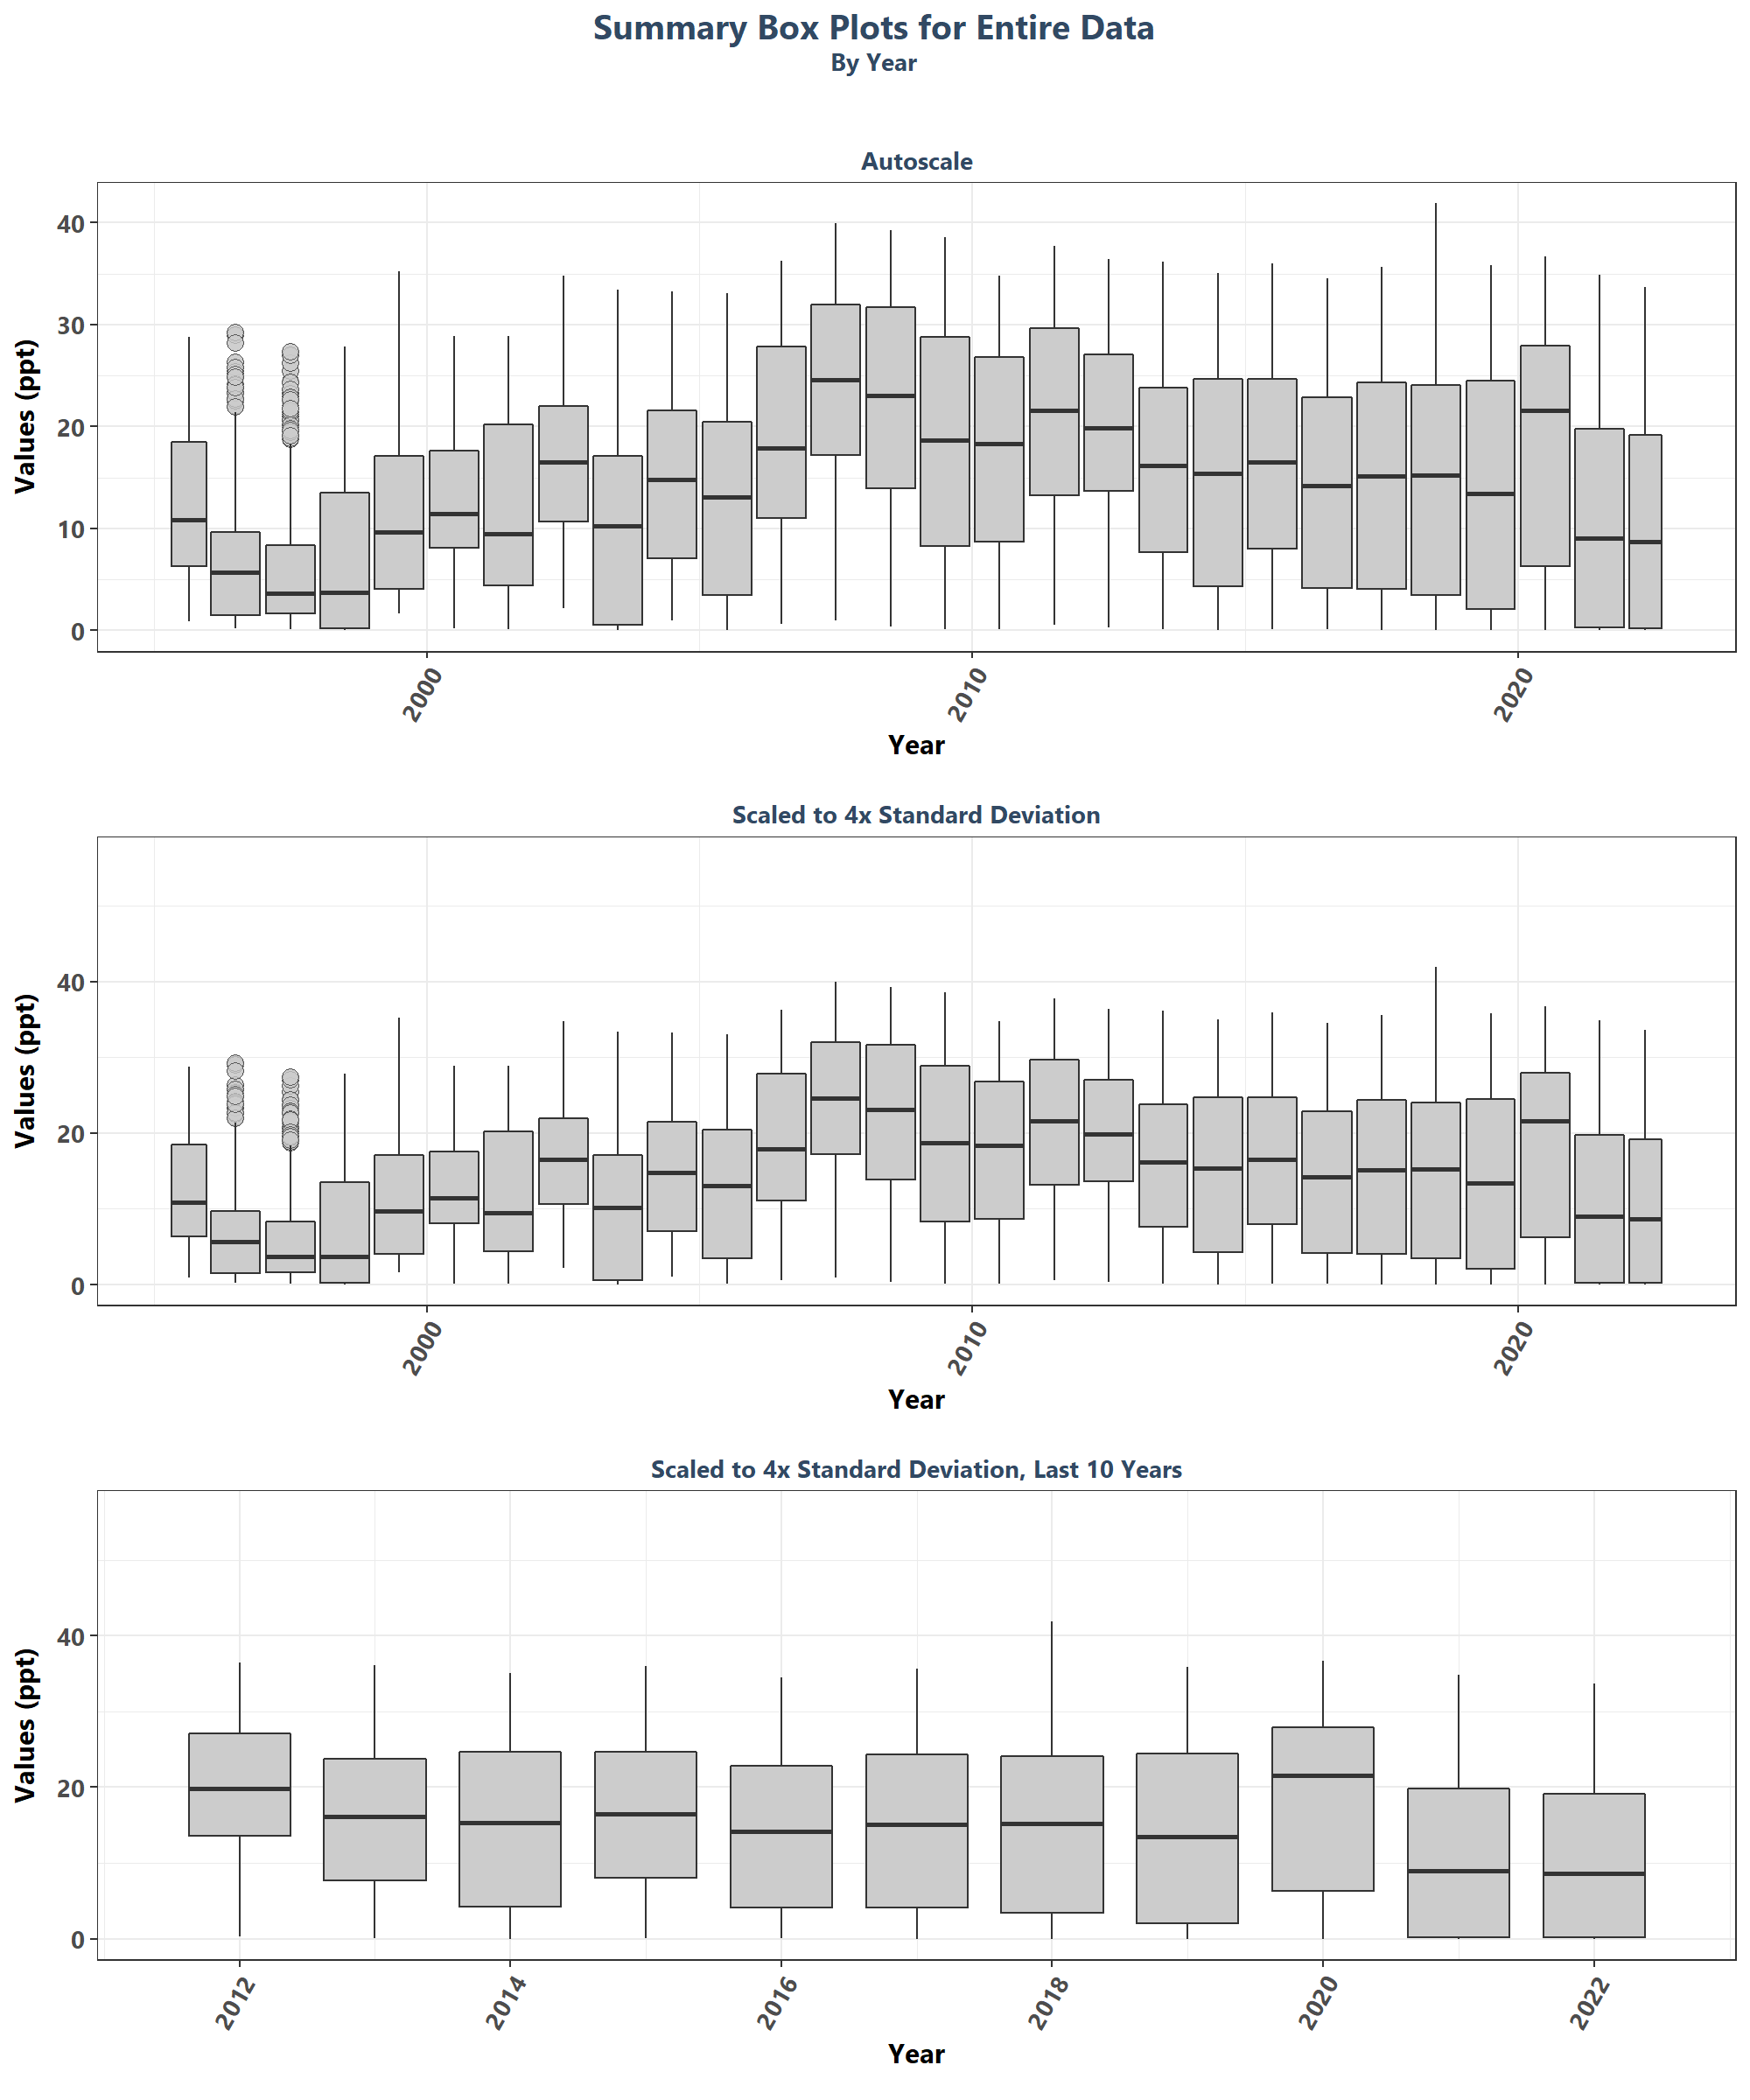 Summary Box Plots for Entire Data
By Year
Autoscale
Values (ppt)
40
30
20
10
0
2000
2010
2020
Year
Scaled to 4x Standard Deviation
Values (ppt)
40
20
0
2000
2010
2020
Year
Scaled to 4x Standard Deviation, Last 10 Years
Values (ppt)
40
20
0
2012
2014
2016
2018
2020
2022
Year